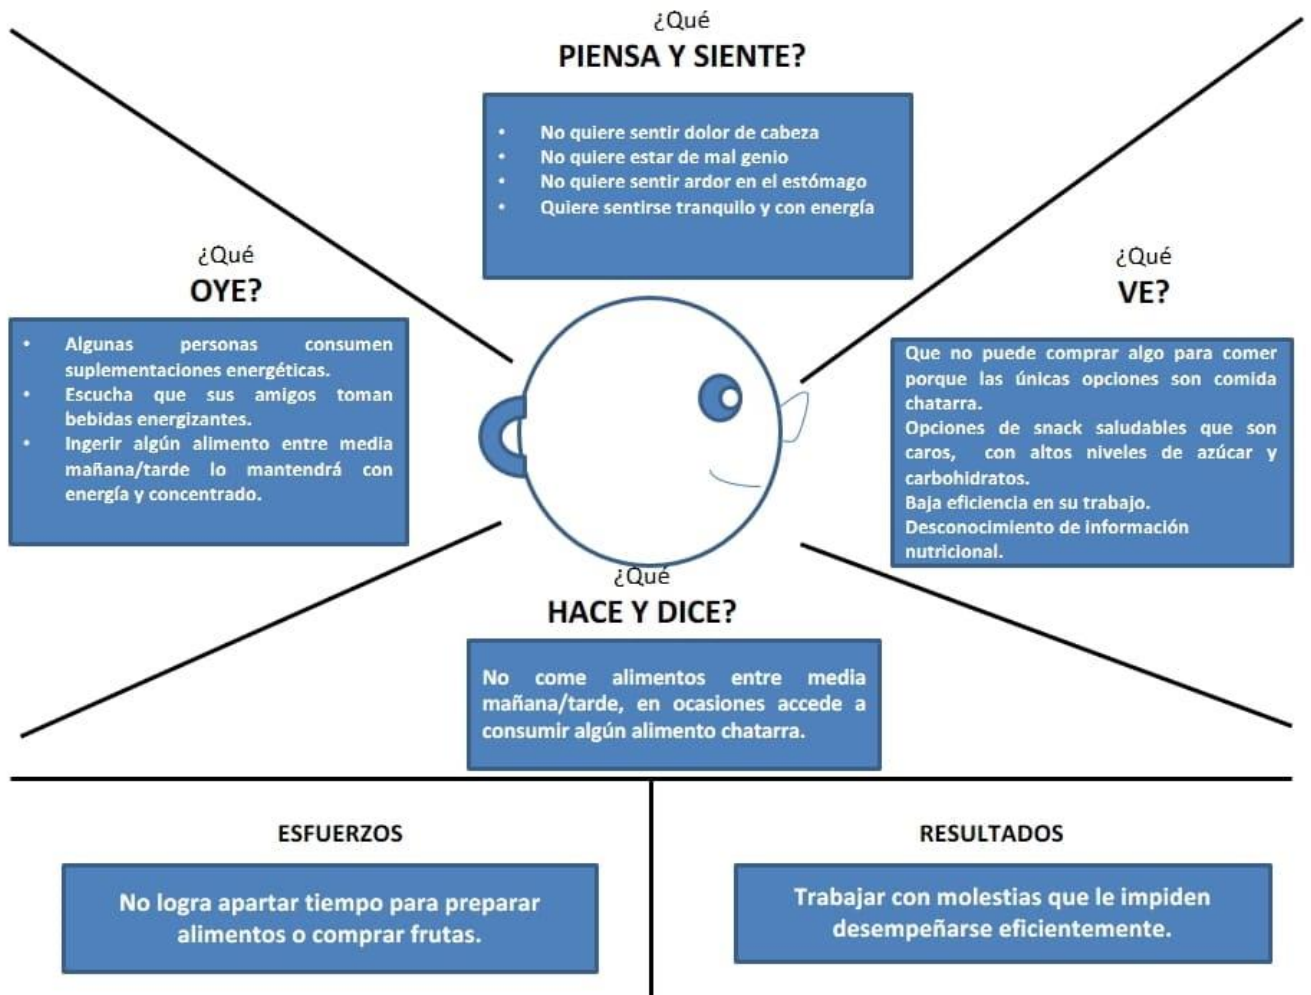 ¿Qué
PIENSA Y SIENTE?
• No quiere sentir dolor de cabeza
• No quiere estar de mal genio
• No quiere sentir ardor en el estómago
• Quiere sentirse tranquilo y con energía
¿Qué
OYE?
• Algunas personas consumen
suplementaciones energéticas.
• Escucha que sus amigos toman
bebidas energizantes.
• Ingerir algún alimento entre media
mañana/tarde lo mantendrá con
energía y concentrado.
¿Qué
VE?
Que no puede comprar algo para comer
porque las únicas opciones son comida
chatarra.
Opciones de snack saludables que son
caros, con altos niveles de azúcar y
carbohidratos.
Baja eficiencia en su trabajo.
Desconocimiento de información
nutricional.
¿Qué
HACE Y DICE?
No come alimentos entre media
mañana/tarde, en ocasiones accede a
consumir algún alimento chatarra.
ESFUERZOS
No logra apartar tiempo para preparar
alimentos o comprar frutas.
RESULTADOS
Trabajar con molestias que le impiden
desempeñarse eficientemente.